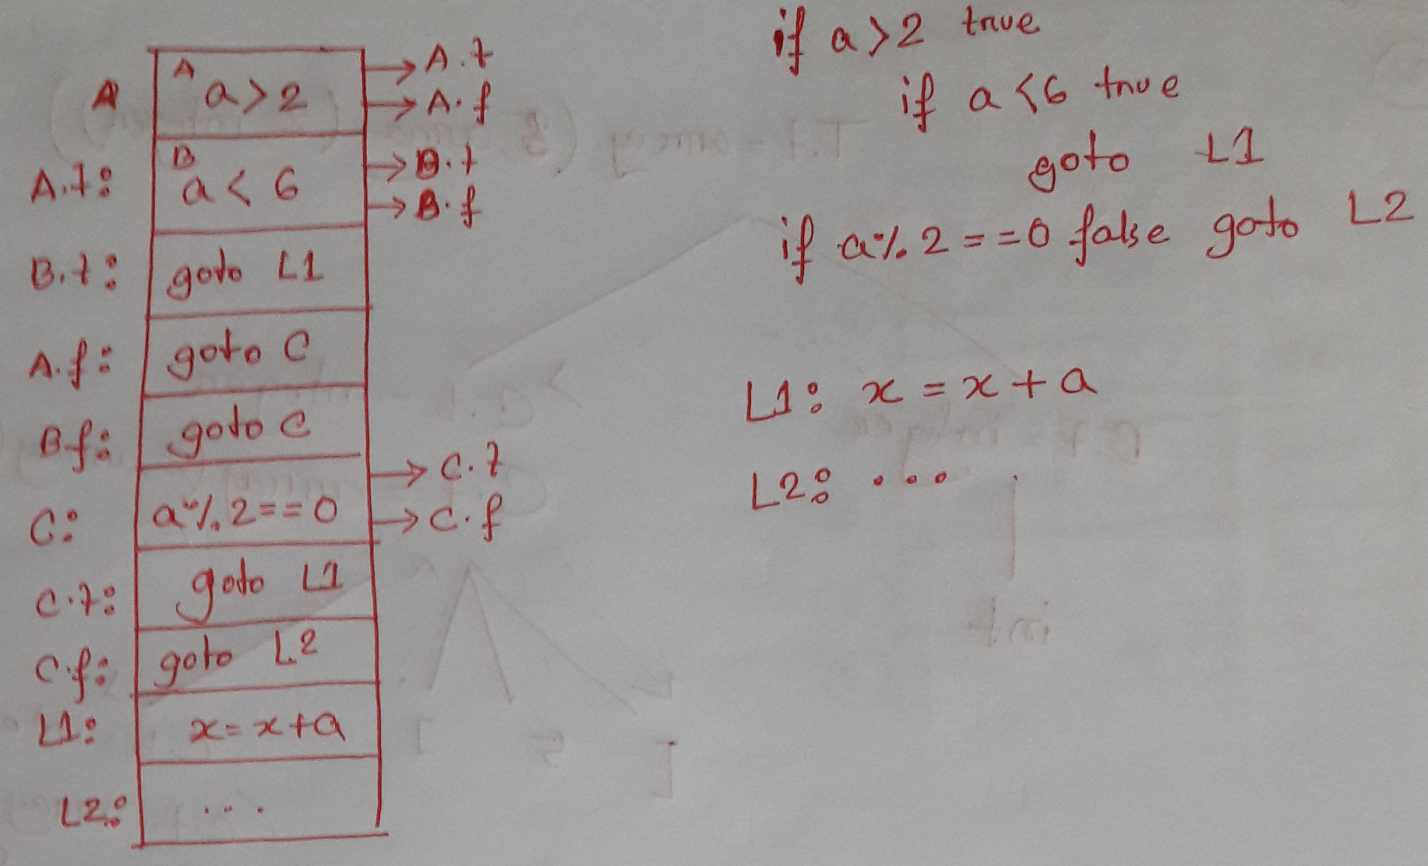 A A a>2 → A.t
→ A.f
A.t: B a < 6 → B.t
→ B.f
B.t: goto L1
A.f: goto C
B f: goto C
C: a%2==0 → C.t
→ C.f
C.t: goto L1
C.f: goto L2
L1: x = x+a
L2: ...
if a>2 true
if a<6 true
goto L1
if a%2==0 false goto L2
L1: x = x + a
L2: ...